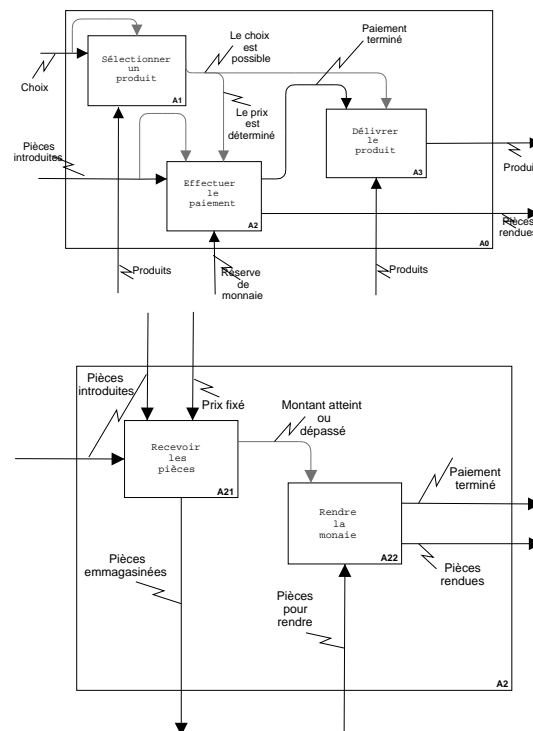 Sélectionner
un
produit
A1
Choix
Le choix
est
possible
Paiement
terminé
Le prix
est
déterminé
Pièces
introduites
Effectuer
le
paiement
A2
Délivrer
le
produit
A3
Produi
Pièces
rendues
A0
Produits
Réserve
de
monnaie
Produits
Pièces
introduites
Prix fixé
Recevoir
les
pièces
A21
Montant atteint
ou
dépassé
Rendre
la
monaie
A22
Paiement
terminé
Pièces
rendues
Pièces
emmagasinées
Pièces
pour
rendre
A2